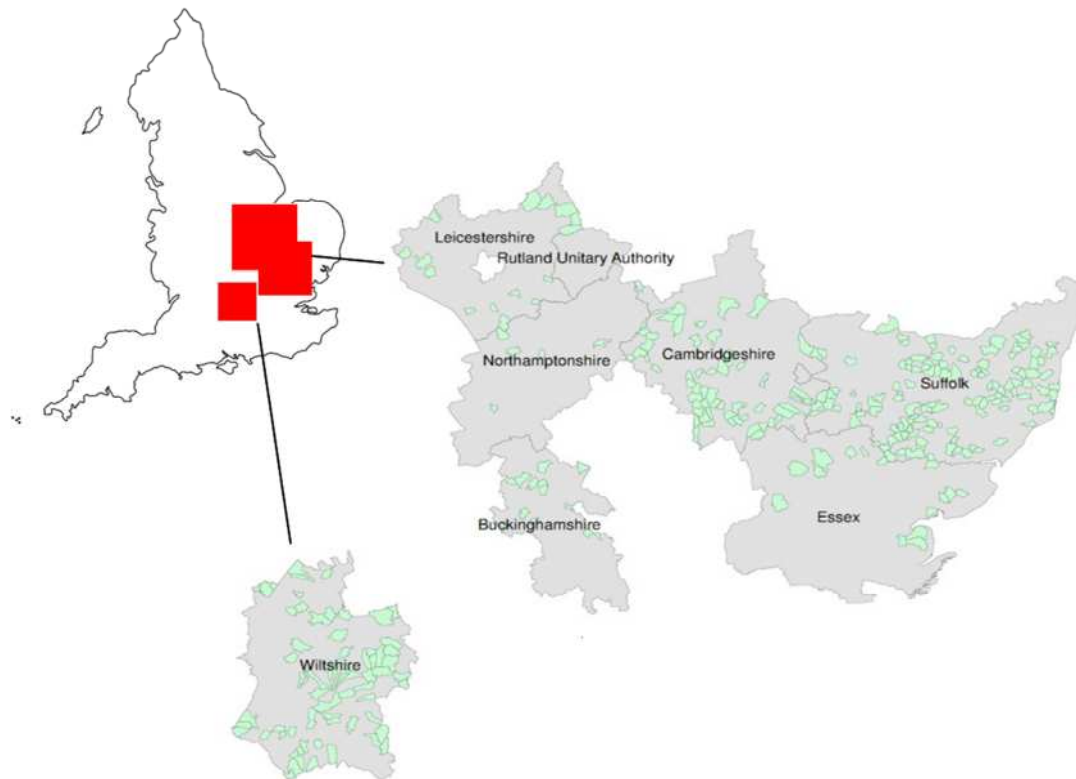 Leicestershire
Rutland Unitary Authority
Northamptonshire
Cambridgeshire
Suffolk
Buckinghamshire
Essex
Wiltshire